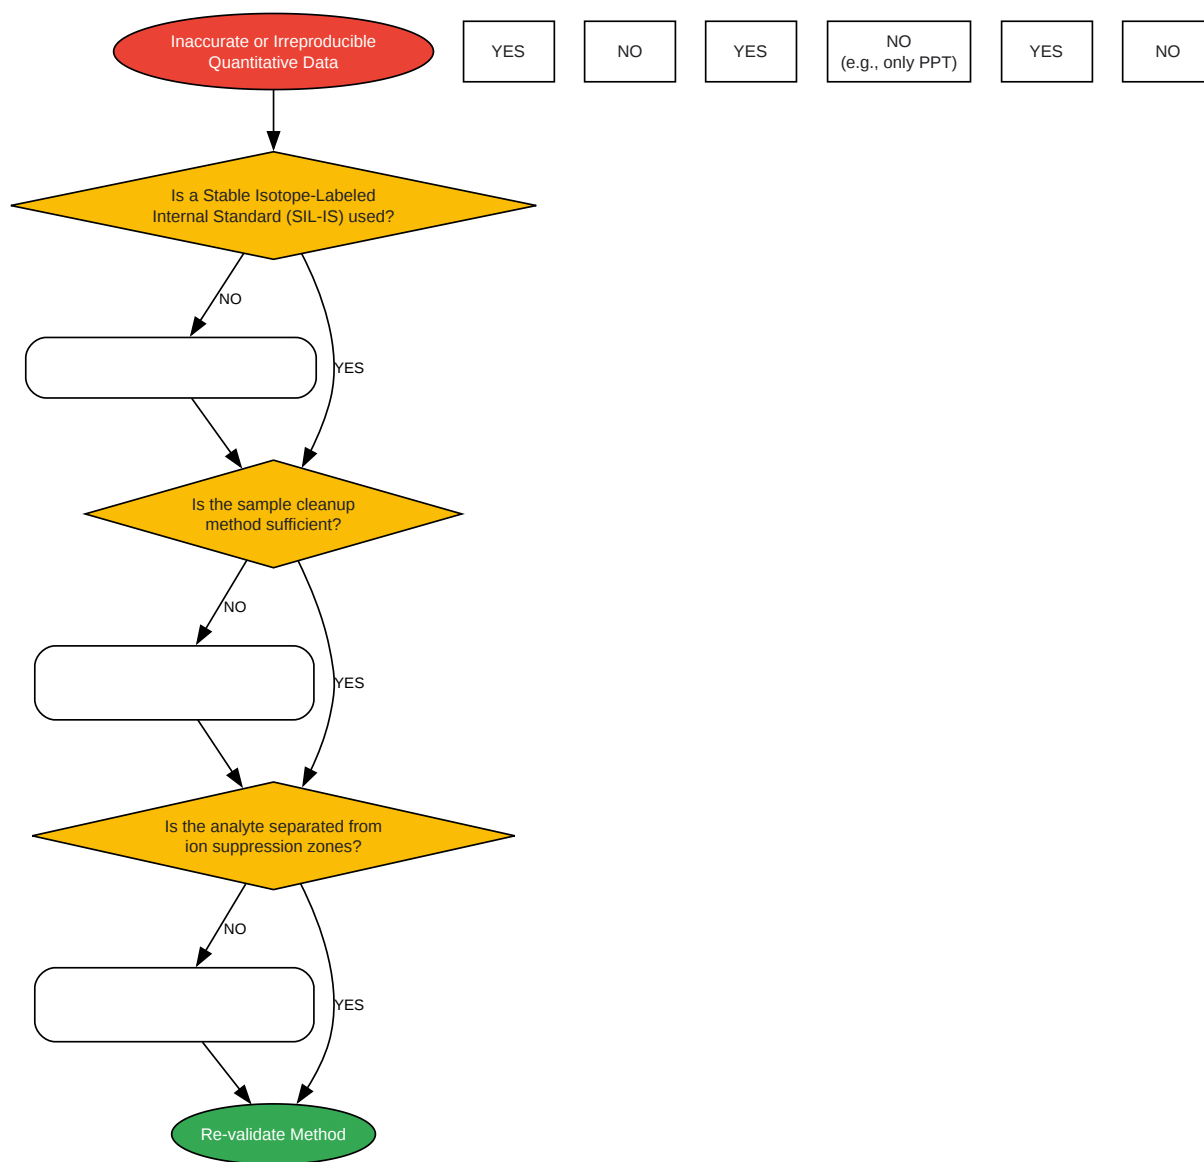 Inaccurate or Irreproducible
Quantitative Data
YES
NO
YES
NO
(e.g., only PPT)
YES
NO
Is a Stable Isotope-Labeled
Internal Standard (SIL-IS) used?
NO
YES
Is the sample cleanup
method sufficient?
NO
YES
Is the analyte separated from
ion suppression zones?
NO
YES
Re-validate Method